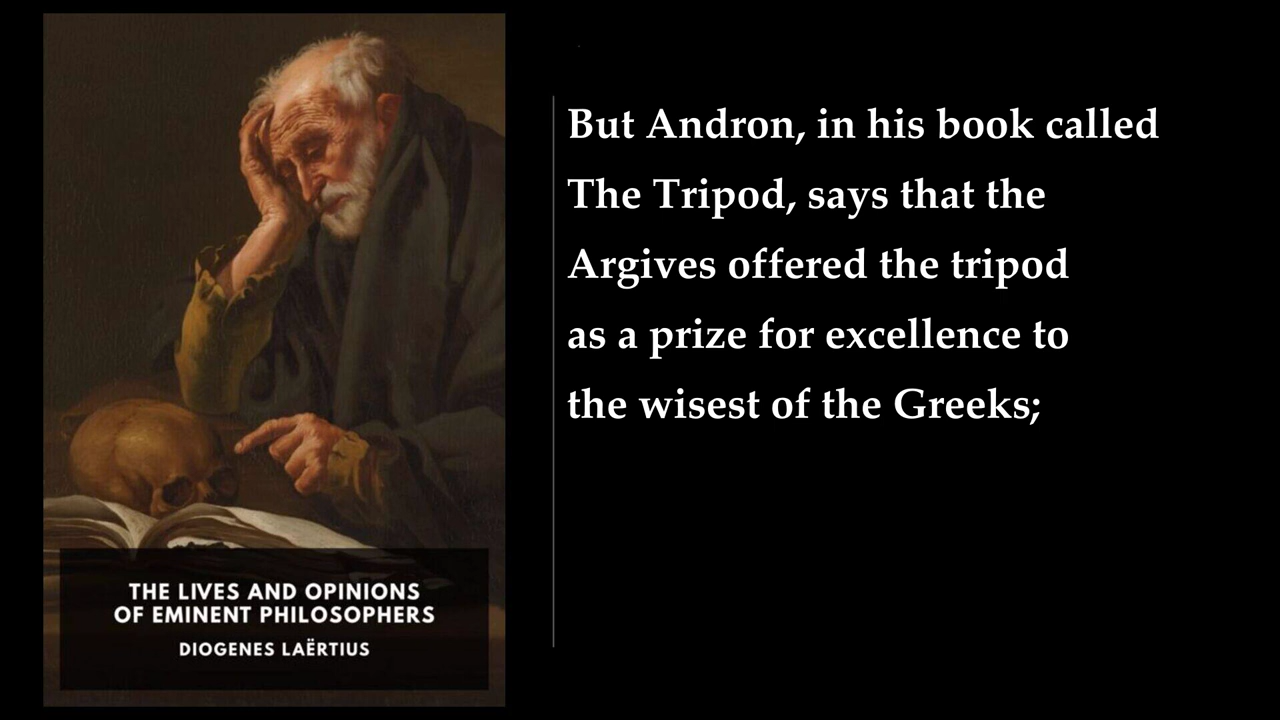 THE LIVES AND OPINIONS
OF EMINENT PHILOSOPHERS
DIOGENES LAËRTIUS
But Andron, in his book called
The Tripod, says that the
Argives offered the tripod
as a prize for excellence to
the wisest of the Greeks;